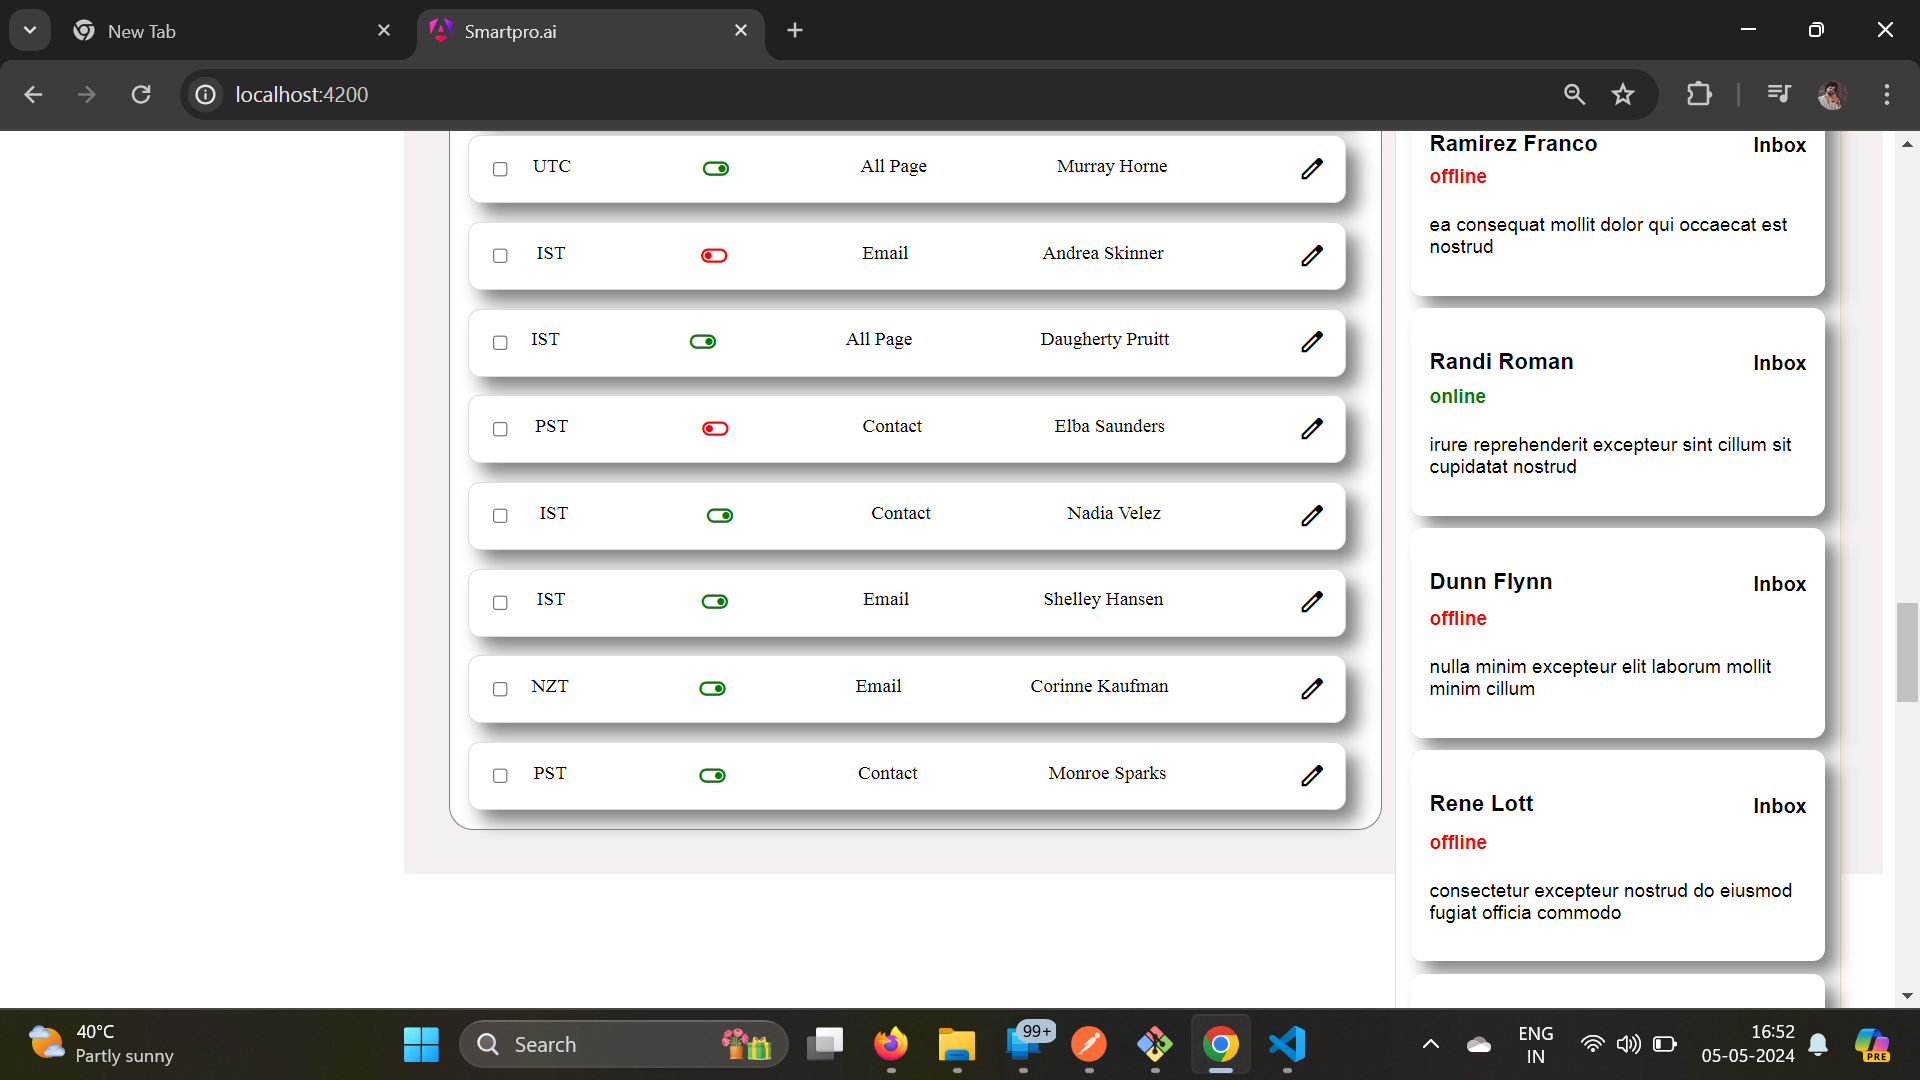 New Tab
Smartpro.ai
localhost:4200
UTC All Page Murray Horne
IST Email Andrea Skinner
IST All Page Daugherty Pruitt
PST Contact Elba Saunders
IST Contact Nadia Velez
IST Email Shelley Hansen
NZT Email Corinne Kaufman
PST Contact Monroe Sparks
Ramirez Franco Inbox
offline
ea consequat mollit dolor qui occaecat est
nostrud
Randi Roman Inbox
online
irure reprehenderit excepteur sint cillum sit
cupidatat nostrud
Dunn Flynn Inbox
offline
nulla minim excepteur elit laborum mollit
minim cillum
Rene Lott Inbox
offline
consectetur excepteur nostrud do eiusmod
fugiat officia commodo
40°C
Partly sunny
Search
99+
ENG
IN
16:52
05-05-2024
PRE